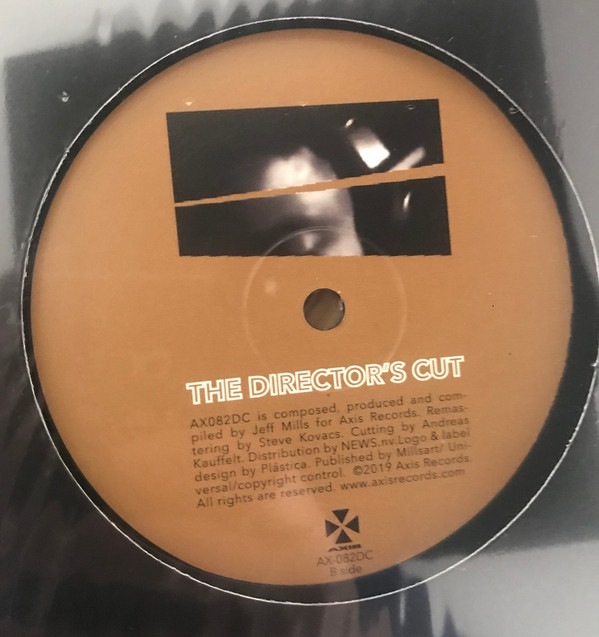 THE DIRECTOR'S CUT
AX082DC is composed, produced and com-
piled by Jeff Mills for Axis Records. Remas-
tering by Steve Kovacs. Cutting by Andreas
Kauffelt. Distribution by NEWS.nv.Logo & label
design by Plástica. Published by Millsart/ Uni-
versal/copyright control. ©2019 Axis Records.
All rights are reserved. www.axisrecords.com
AXIS
AX-082DC
B side